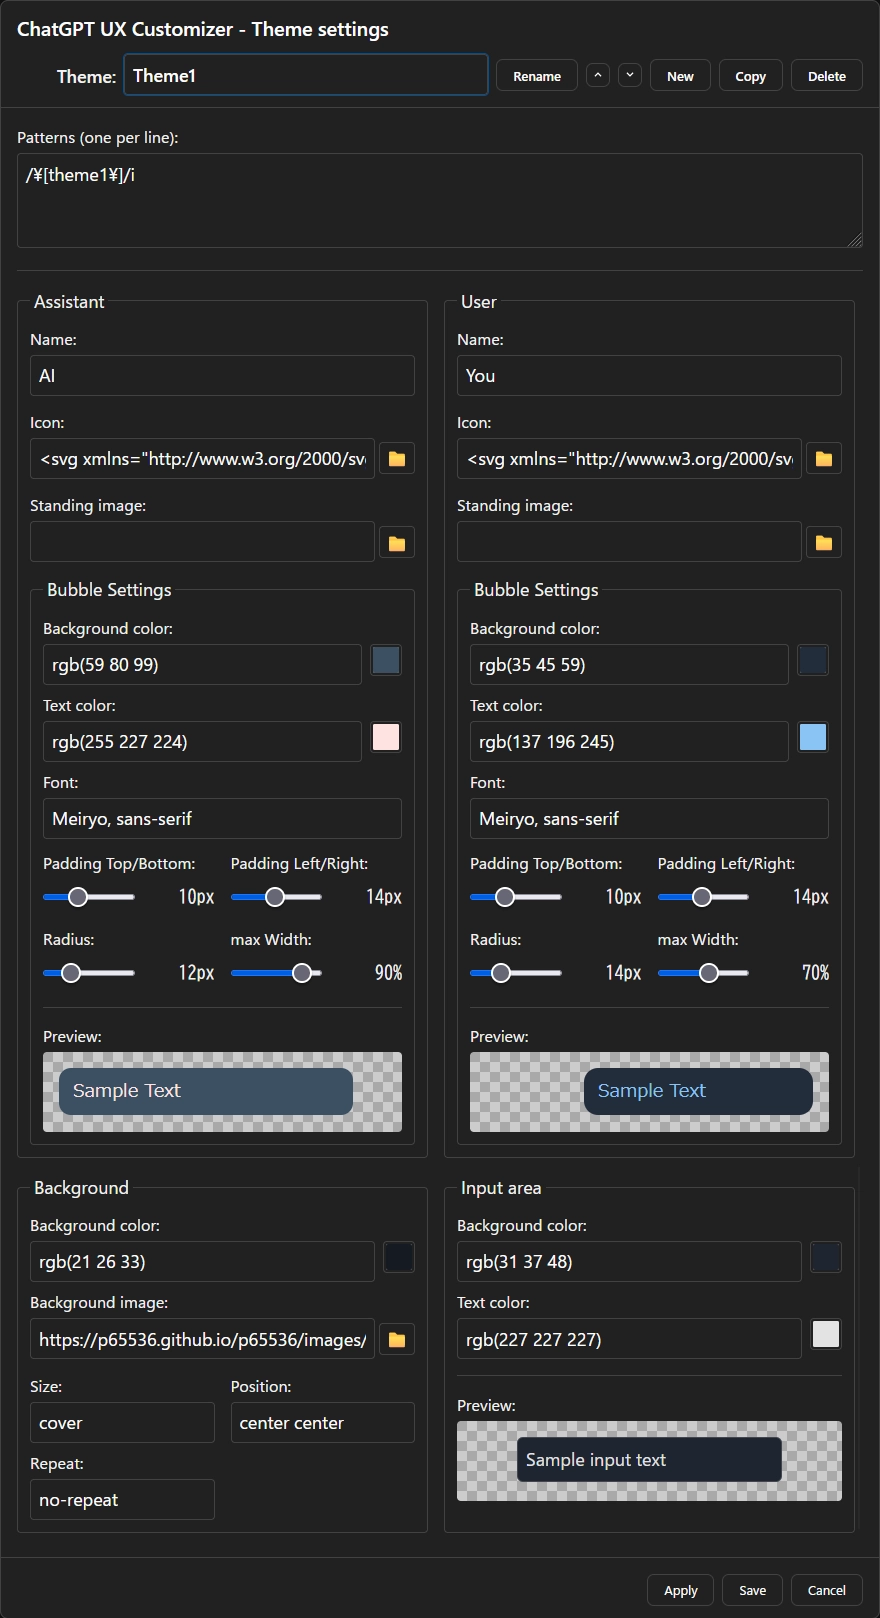 ChatGPT UX Customizer - Theme settings
Theme: Theme1 Rename New Copy Delete
Patterns (one per line):
/¥[theme1¥]/i
Assistant
Name:
AI
Icon:
<svg xmlns="http://www.w3.org/2000/sv
Standing image:
Bubble Settings
Background color:
rgb(59 80 99)
Text color:
rgb(255 227 224)
Font:
Meiryo, sans-serif
Padding Top/Bottom: Padding Left/Right:
10px 14px
Radius: max Width:
12px 90%
Preview:
Sample Text
User
Name:
You
Icon:
<svg xmlns="http://www.w3.org/2000/sv
Standing image:
Bubble Settings
Background color:
rgb(35 45 59)
Text color:
rgb(137 196 245)
Font:
Meiryo, sans-serif
Padding Top/Bottom: Padding Left/Right:
10px 14px
Radius: max Width:
14px 70%
Preview:
Sample Text
Background
Background color:
rgb(21 26 33)
Background image:
https://p65536.github.io/p65536/images/
Size: Position:
cover center center
Repeat:
no-repeat
Input area
Background color:
rgb(31 37 48)
Text color:
rgb(227 227 227)
Preview:
Sample input text
Apply Save Cancel